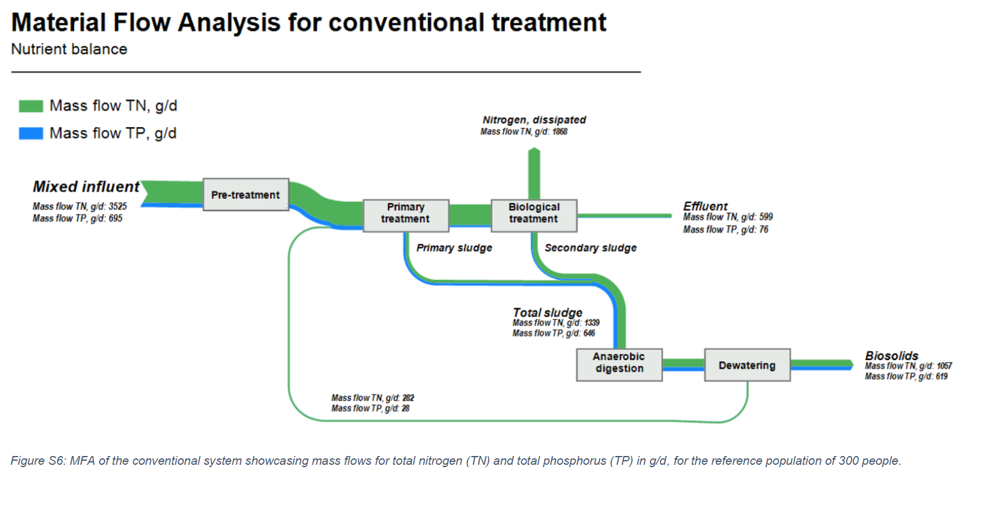 Material Flow Analysis for conventional treatment
Nutrient balance
Mass flow TN, g/d
Mass flow TP, g/d
Nitrogen, dissipated
Mass flow TN, g/d: 1868
Mixed influent
Mass flow TN, g/d: 3525
Mass flow TP, g/d: 695
Pre-treatment
Primary
treatment
Biological
treatment
Effluent
Mass flow TN, g/d: 599
Mass flow TP, g/d: 76
Primary sludge
Secondary sludge
Total sludge
Mass flow TN, g/d: 1339
Mass flow TP, g/d: 646
Anaerobic
digestion
Dewatering
Biosolids
Mass flow TN, g/d: 1057
Mass flow TP, g/d: 619
Mass flow TN, g/d: 282
Mass flow TP, g/d: 28
Figure S6: MFA of the conventional system showcasing mass flows for total nitrogen (TN) and total phosphorus (TP) in g/d, for the reference population of 300 people.